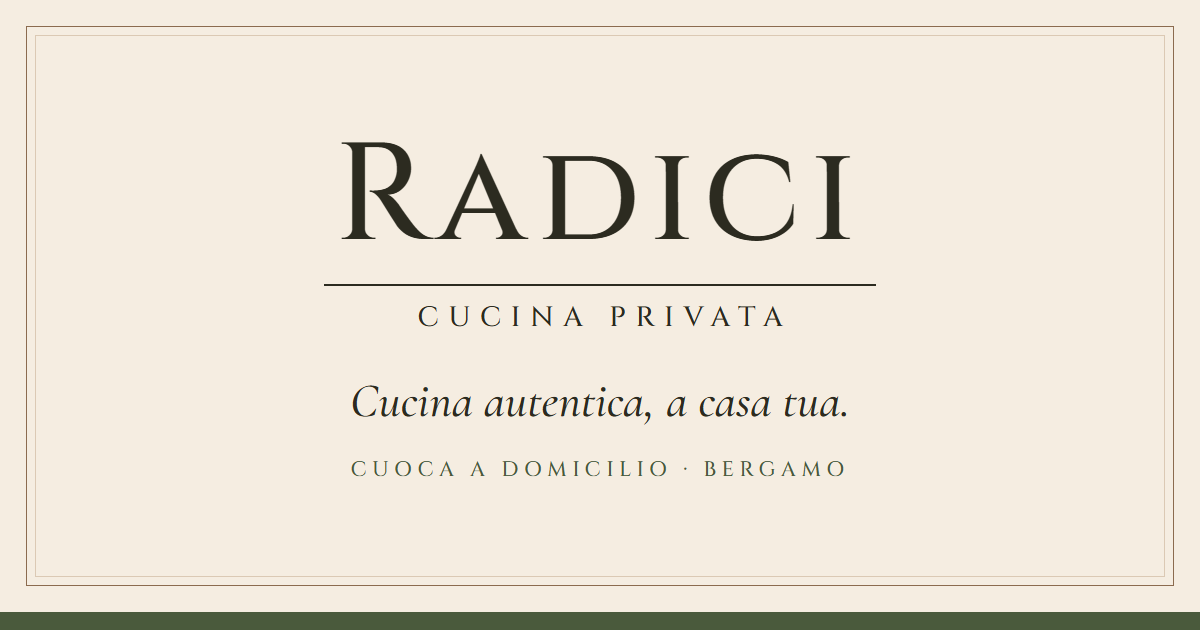 Radici
CUCINA PRIVATA
Cucina autentica, a casa tua.
CUOCA A DOMICILIO · BERGAMO